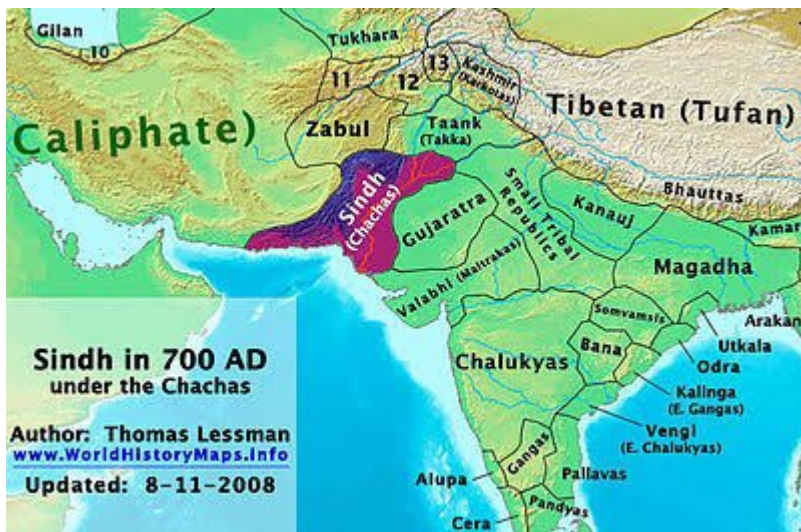 Gilan
10
Tukhara
11
12
13
Kashmir
(Karkotas)
Caliphate)
Zabul
Taank
(Takka)
Tibetan (Tufan)
Sindh
(Chachas)
Gujaratra
Small Tribal
Republics
Kanauj
Bhauttas
Kamar
Valabhi (Maitrakas)
Magadha
Somvamsis
Arakan
Utkala
Odra
Bana
Chalukyas
Kalinga
(E. Gangas)
Vengi
(E. Chalukyas)
Gangas
Alupa
Pallavas
Pandyas
Cera
Sindh in 700 AD
under the Chachas
Author: Thomas Lessman
www.WorldHistoryMaps.info
Updated: 8-11-2008